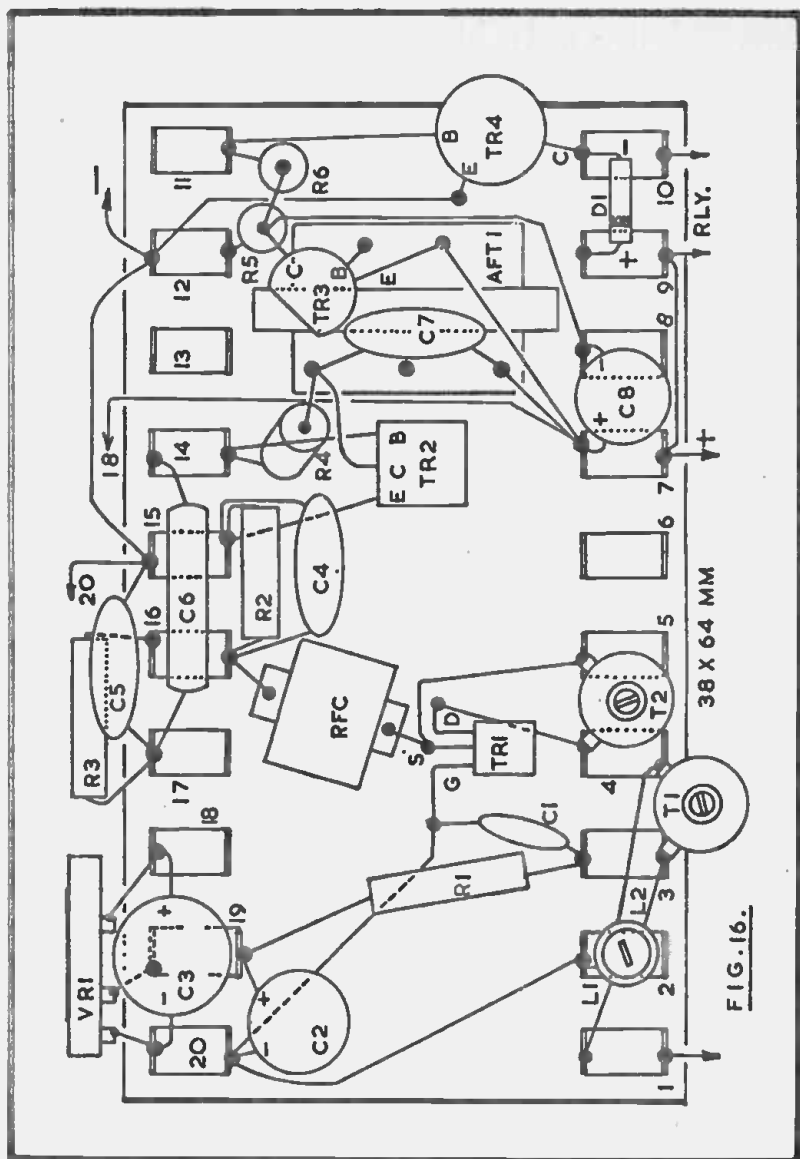 VR1
R3
20
−
C5
18
20
− C3 +
19
18
17
16
C6
15
14
13
12
11
− C2 +
R2
R5
R6
C4
R4
TR3
C
B
E
RFC
E C B
TR2
C7
AFT1
B
E
TR4
G
S
D
TR1
R1
C1
C
L1
L2
T2
+ −
C8
+ D1 −
1
2
3
4
5
6
7
8
9
10
T1
+
RLY.
38 X 64 MM
FIG.16.